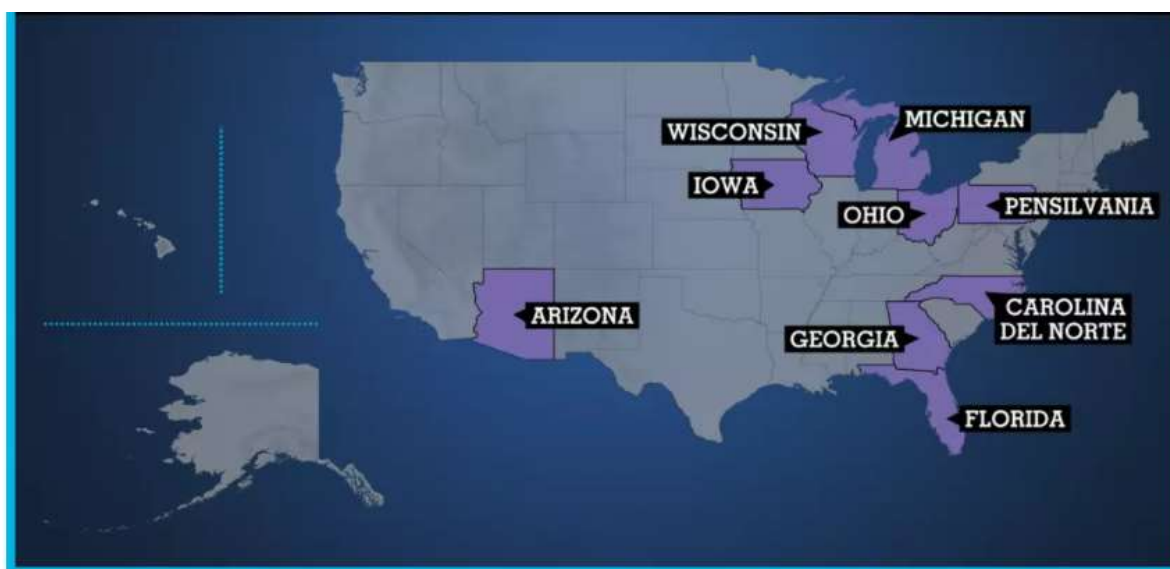 WISCONSIN
MICHIGAN
IOWA
OHIO
PENSILVANIA
ARIZONA
GEORGIA
CAROLINA
DEL NORTE
FLORIDA